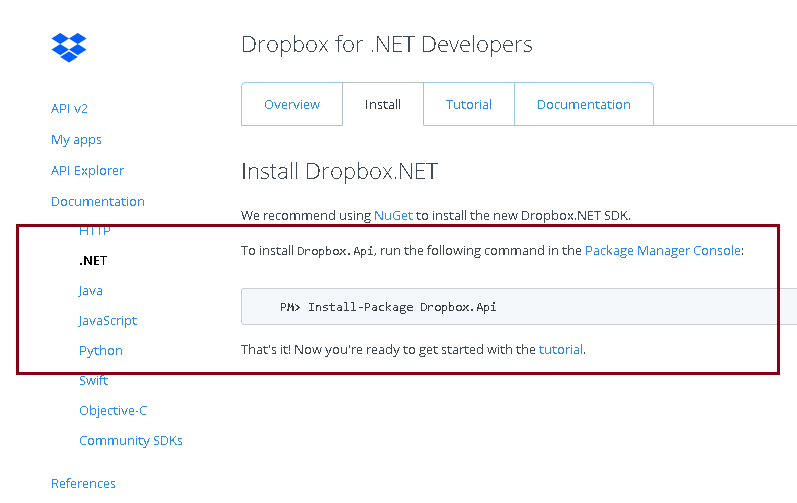 Dropbox for .NET Developers
Overview
Install
Tutorial
Documentation
API v2
My apps
API Explorer
Documentation
HTTP
.NET
Java
JavaScript
Python
Swift
Objective-C
Community SDKs
References
Install Dropbox.NET
We recommend using NuGet to install the new Dropbox.NET SDK.
To install Dropbox.Api, run the following command in the Package Manager Console:
PM> Install-Package Dropbox.Api
That's it! Now you're ready to get started with the tutorial.